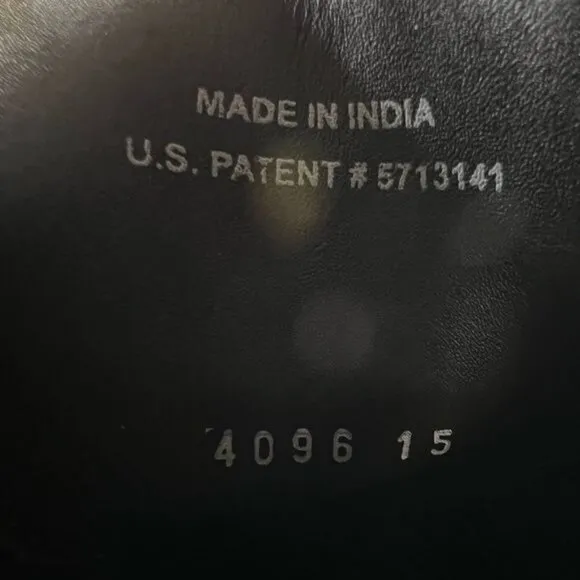 MADE IN INDIA
U.S. PATENT # 5713141
4096 15